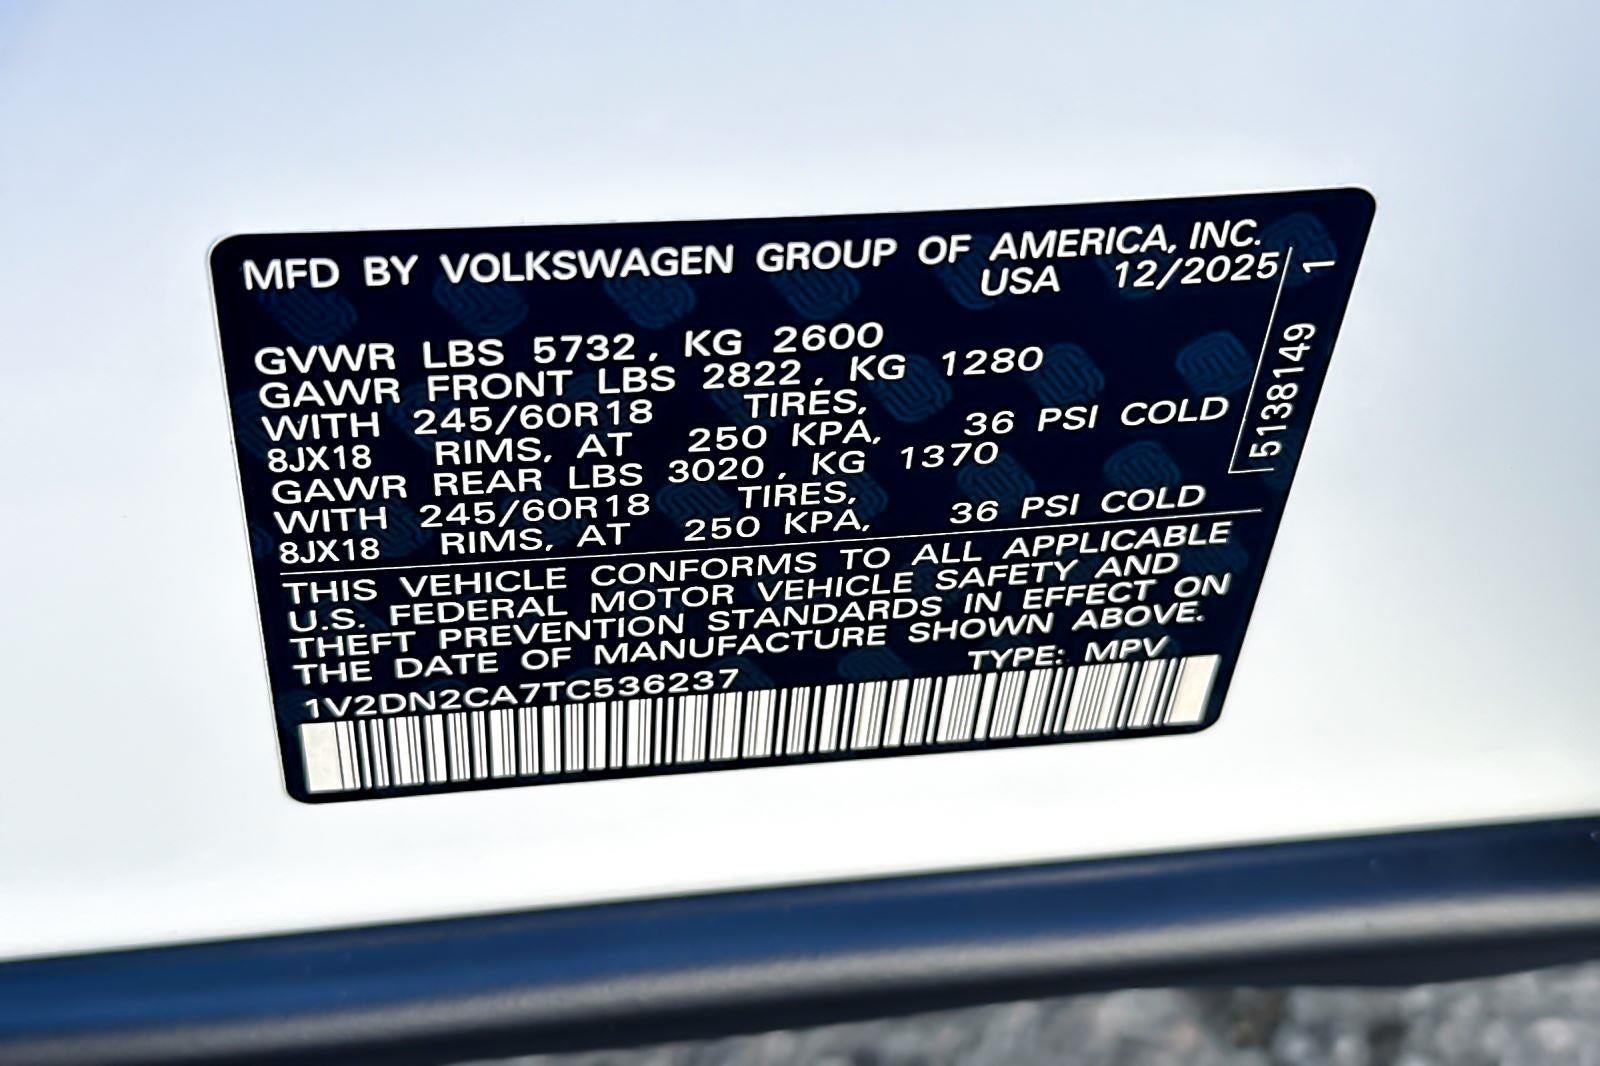 MFD BY VOLKSWAGEN GROUP OF AMERICA, INC.
USA 12/2025
GVWR LBS 5732, KG 2600
GAWR FRONT LBS 2822, KG 1280
WITH 245/60R18 TIRES,
8JX18 RIMS, AT 250 KPA, 36 PSI COLD
GAWR REAR LBS 3020, KG 1370
WITH 245/60R18 TIRES,
8JX18 RIMS, AT 250 KPA, 36 PSI COLD
THIS VEHICLE CONFORMS TO ALL APPLICABLE
U.S. FEDERAL MOTOR VEHICLE SAFETY AND
THEFT PREVENTION STANDARDS IN EFFECT ON
THE DATE OF MANUFACTURE SHOWN ABOVE.
1V2DN2CA7TC536237 TYPE: MPV
5138149 1